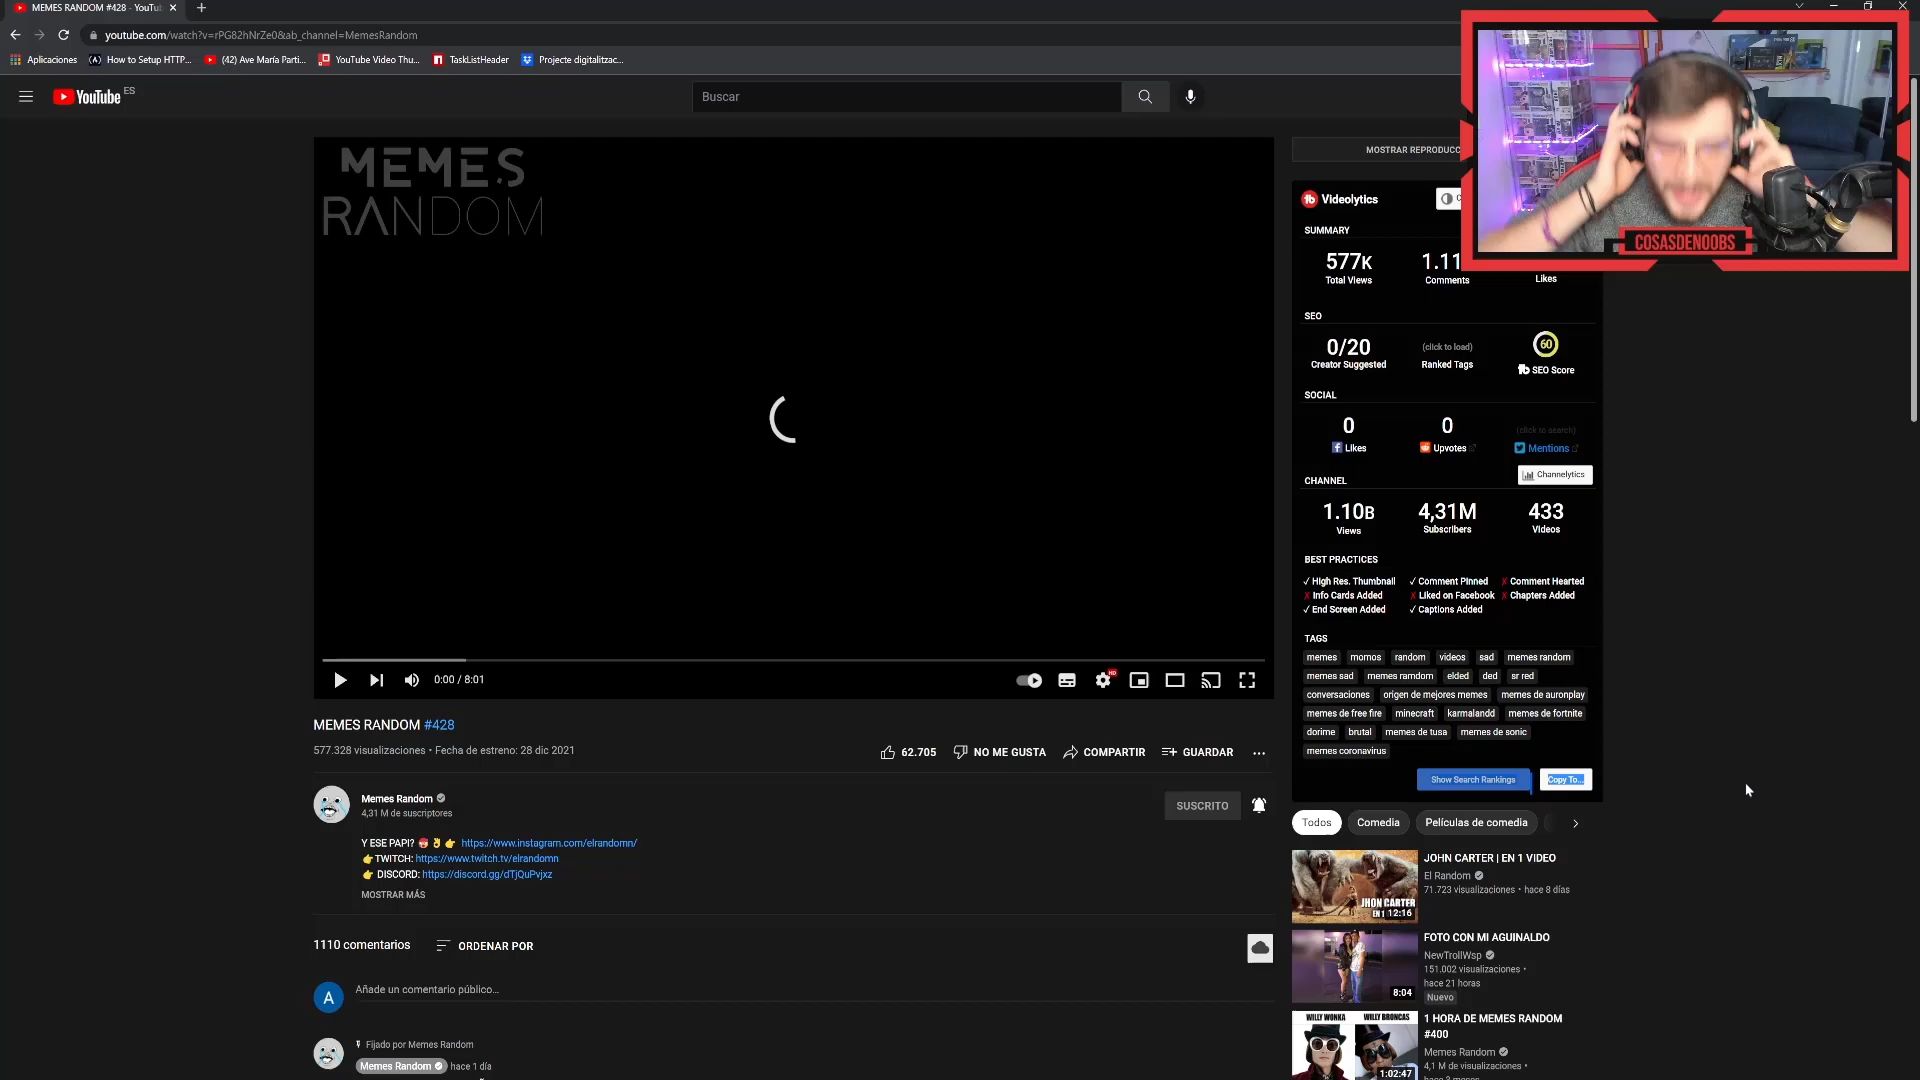 MEMES RANDOM #428 - YouTu
youtube.com/watch?v=rPG82hNrZe0&ab_channel=MemesRandom
Aplicaciones
How to Setup HTTP...
(42) Ave María Parti...
YouTube Video Thu...
TaskListHeader
Projecte digitalitzac...
YouTube ES
Buscar
MEMES
RANDOM
0:00 / 8:01
MEMES RANDOM #428
577.328 visualizaciones • Fecha de estreno: 28 dic 2021
62.705
NO ME GUSTA
COMPARTIR
GUARDAR
Memes Random
4,31 M de suscriptores
SUSCRITO
Y ESE PAPI? 🎅👌👉 https://www.instagram.com/elrandomn/
👉TWITCH: https://www.twitch.tv/elrandomn
👉 DISCORD: https://discord.gg/dTjQuPvjxz
MOSTRAR MÁS
1110 comentarios
ORDENAR POR
A
Añade un comentario público...
Fijado por Memes Random
Memes Random hace 1 día
COSASDENOOBS
MOSTRAR REPRODUCC
Videolytics
SUMMARY
577K
1.11
Total Views
Comments
Likes
SEO
0/20
(click to load)
60
Creator Suggested
Ranked Tags
SEO Score
SOCIAL
0
0
(click to search)
Likes
Upvotes
Mentions
Channelytics
CHANNEL
1.10B
4,31M
433
Views
Subscribers
Videos
BEST PRACTICES
✓ High Res. Thumbnail ✓ Comment Pinned ✗ Comment Hearted
✗ Info Cards Added ✗ Liked on Facebook ✗ Chapters Added
✓ End Screen Added ✓ Captions Added
TAGS
memes momos random videos sad memes random
memes sad memes ramdom elded ded sr red
conversaciones origen de mejores memes memes de auronplay
memes de free fire minecraft karmalandd memes de fortnite
dorime brutal memes de tusa memes de sonic
memes coronavirus
Show Search Rankings
Copy To...
Todos
Comedia
Películas de comedia
JHON CARTER
EN 1
12:16
JOHN CARTER | EN 1 VIDEO
El Random
71.723 visualizaciones • hace 8 días
8:04
FOTO CON MI AGUINALDO
NewTrollWsp
151.002 visualizaciones •
hace 21 horas
Nuevo
WILLY WONKA
WILLY BRONCAS
1:02:47
1 HORA DE MEMES RANDOM
#400
Memes Random
4,1 M de visualizaciones •